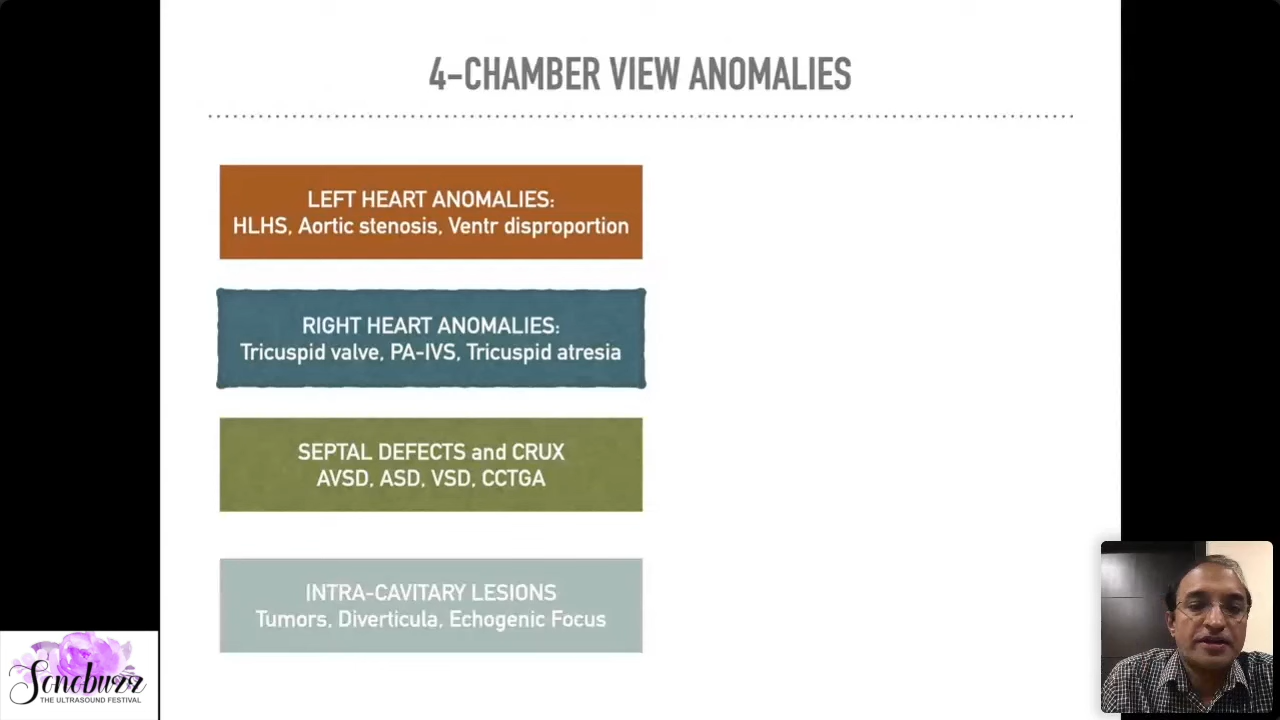 4-CHAMBER VIEW ANOMALIES
LEFT HEART ANOMALIES:
HLHS, Aortic stenosis, Ventr disproportion
RIGHT HEART ANOMALIES:
Tricuspid valve, PA-IVS, Tricuspid atresia
SEPTAL DEFECTS and CRUX
AVSD, ASD, VSD, CCTGA
INTRA-CAVITARY LESIONS
Tumors, Diverticula, Echogenic Focus
Sonobuzz
THE ULTRASOUND FESTIVAL